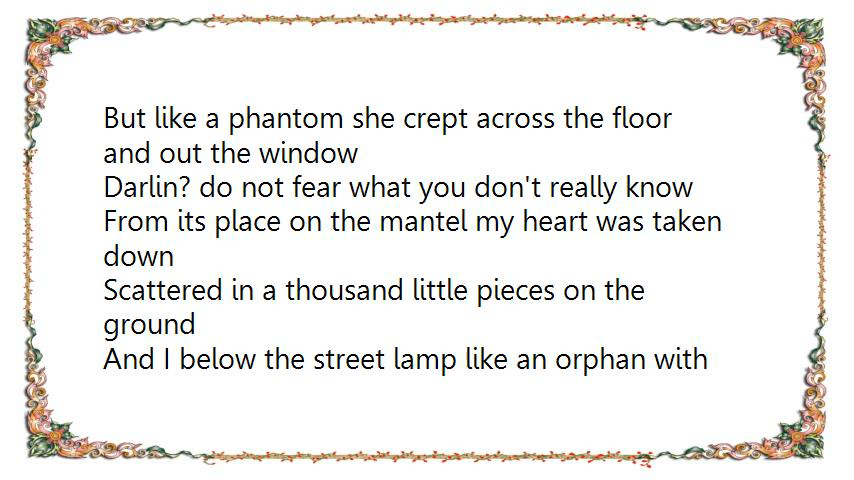 But like a phantom she crept across the floor
and out the window
Darlin? do not fear what you don't really know
From its place on the mantel my heart was taken
down
Scattered in a thousand little pieces on the
ground
And I below the street lamp like an orphan with